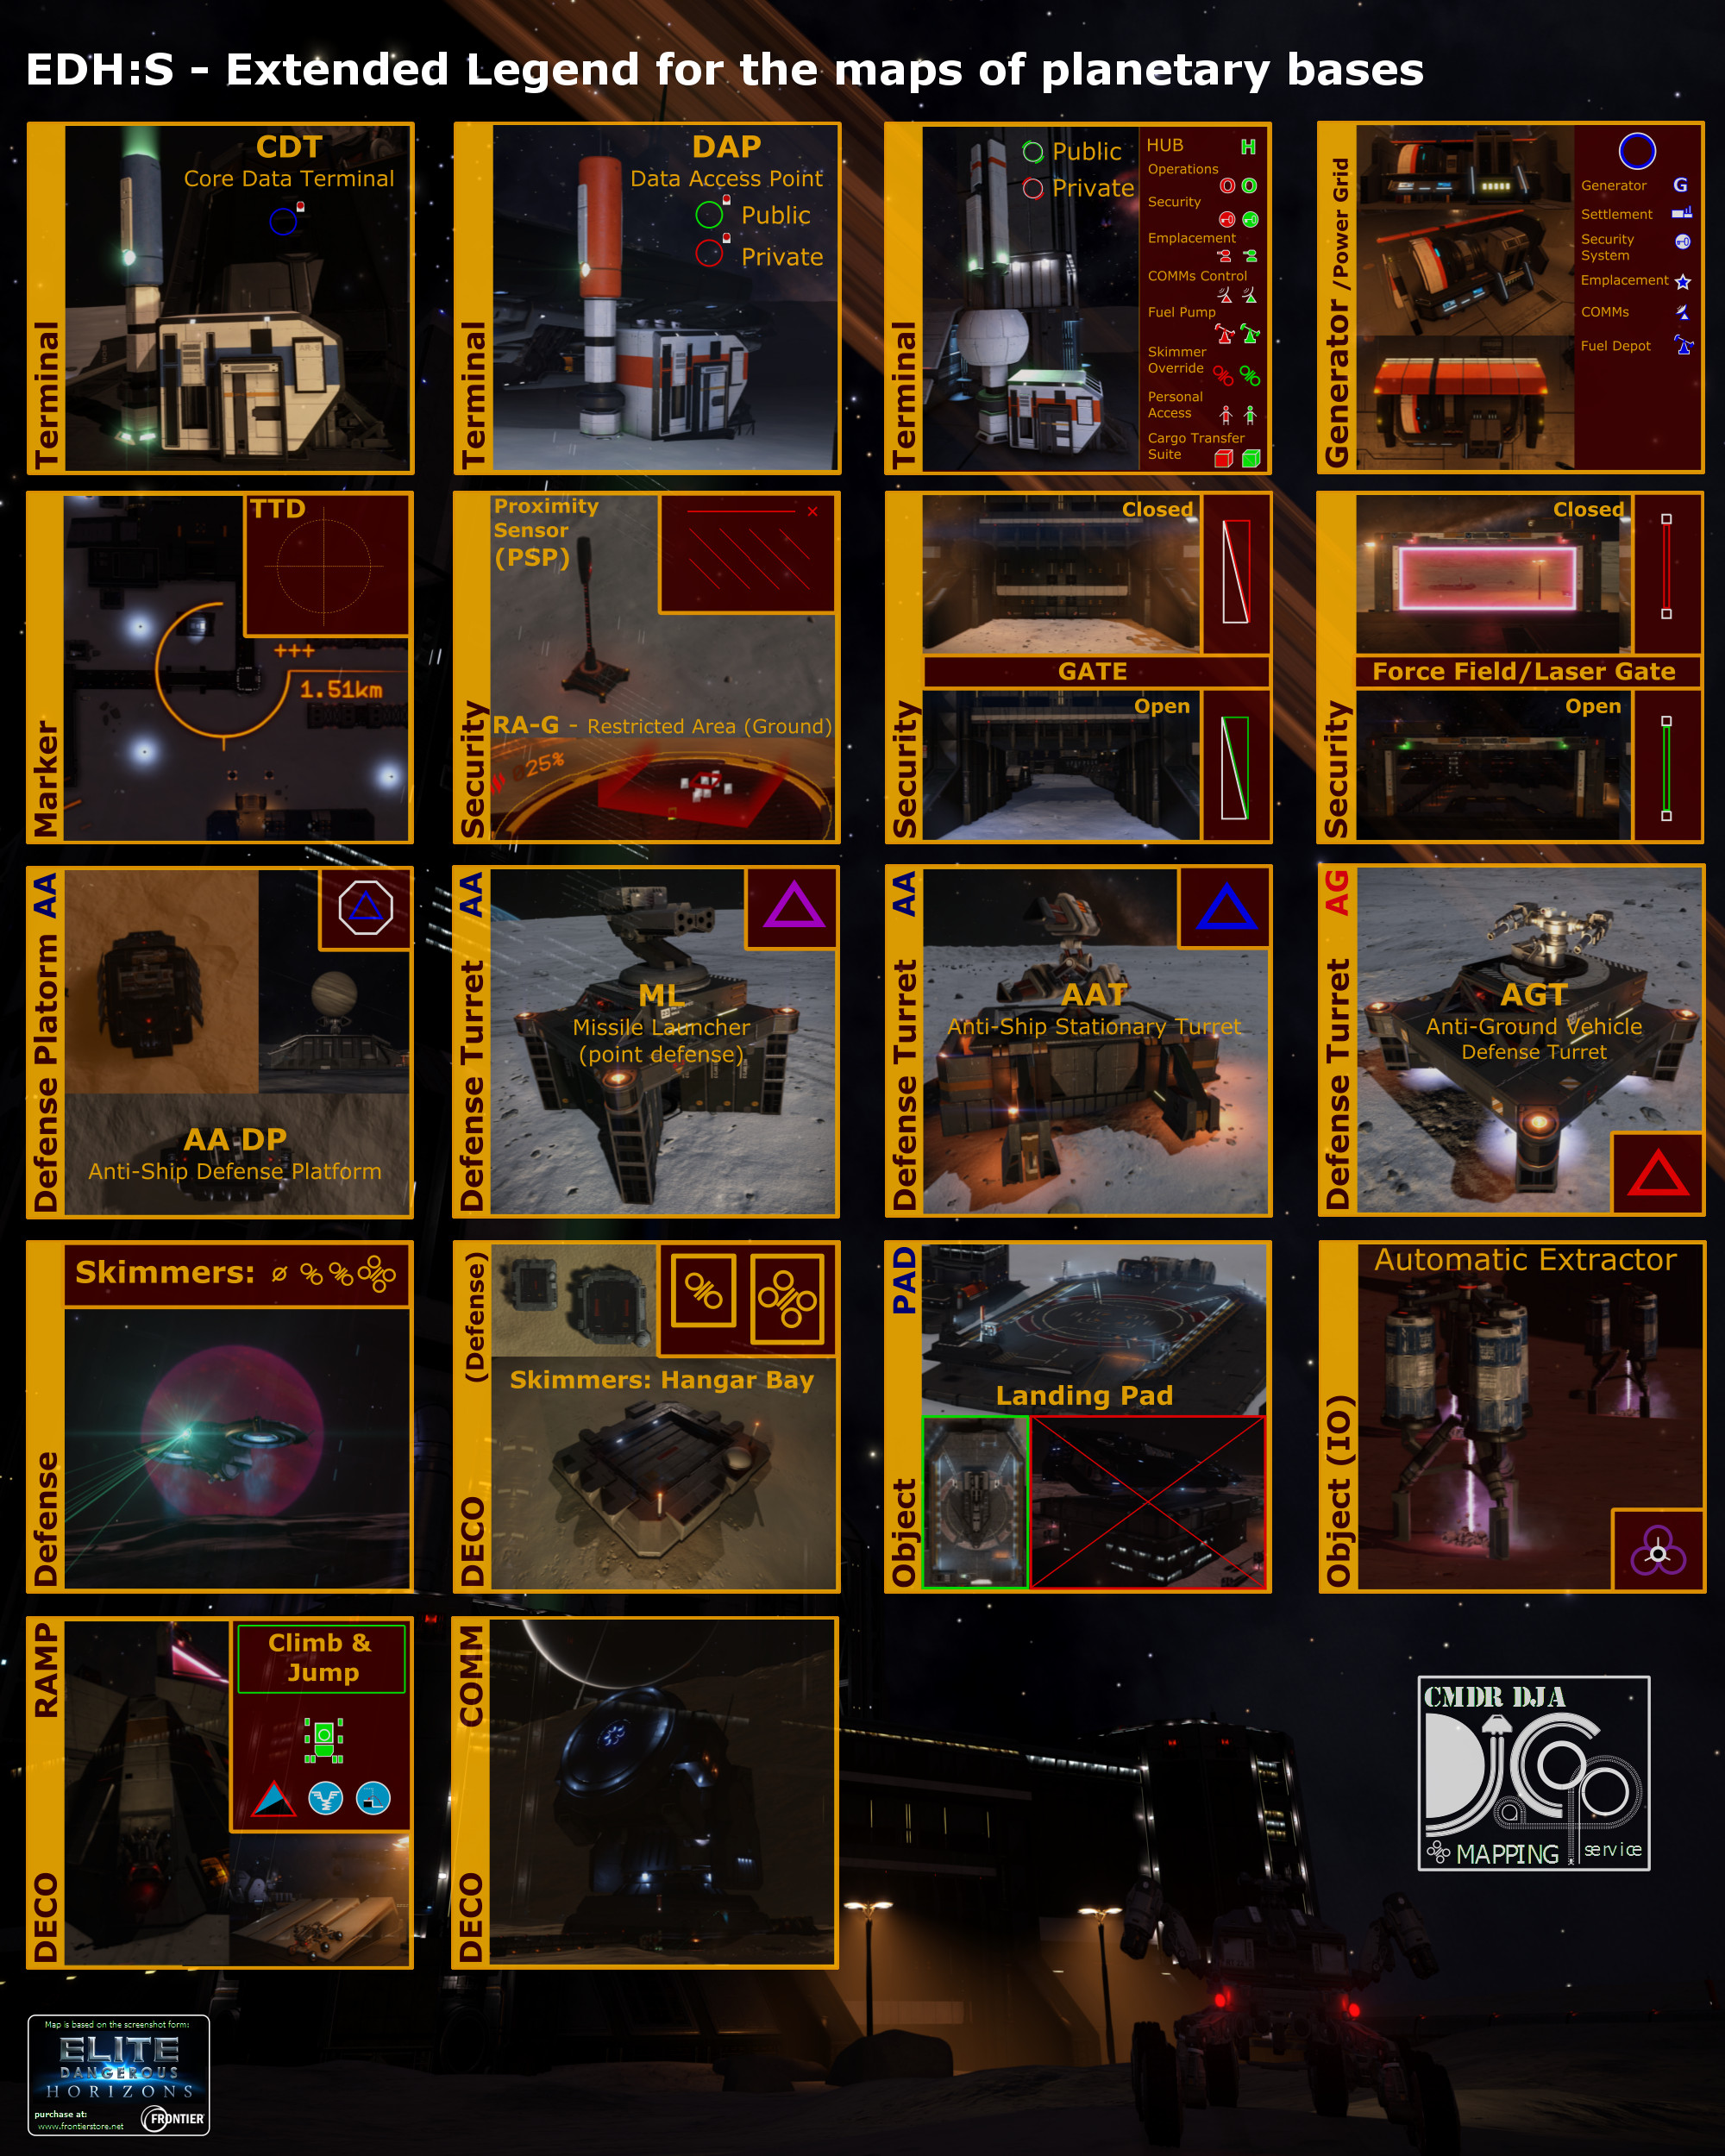 EDH:S - Extended Legend for the maps of planetary bases
Terminal
CDT
Core Data Terminal
Terminal
DAP
Data Access Point
Public
Private
Terminal
Public
Private
HUB
H
Operations
Security
Emplacement
COMMs Control
Fuel Pump
Skimmer
Override
Personal
Access
Cargo Transfer
Suite
Generator /Power Grid
Generator G
Settlement
Security
System
Emplacement
COMMs
Fuel Depot
Marker
TTD
+++
1.51km
Security
Proximity
Sensor
(PSP)
RA-G - Restricted Area (Ground)
25%
Security
Closed
GATE
Open
Security
Closed
Force Field/Laser Gate
Open
Defense Platorm AA
AA DP
Anti-Ship Defense Platform
Defense Turret AA
ML
Missile Launcher
(point defense)
Defense Turret AA
AAT
Anti-Ship Stationary Turret
Defense Turret AG
AGT
Anti-Ground Vehicle
Defense Turret
Defense
Skimmers:
DECO (Defense)
Skimmers: Hangar Bay
Object PAD
Landing Pad
Object (IO)
Automatic Extractor
DECO RAMP
Climb &
Jump
DECO COMM
CMDR DJA
MAPPING service
Map is based on the screenshot form:
ELITE
DANGEROUS
HORIZONS
purchase at:
www.frontierstore.net
FRONTIER